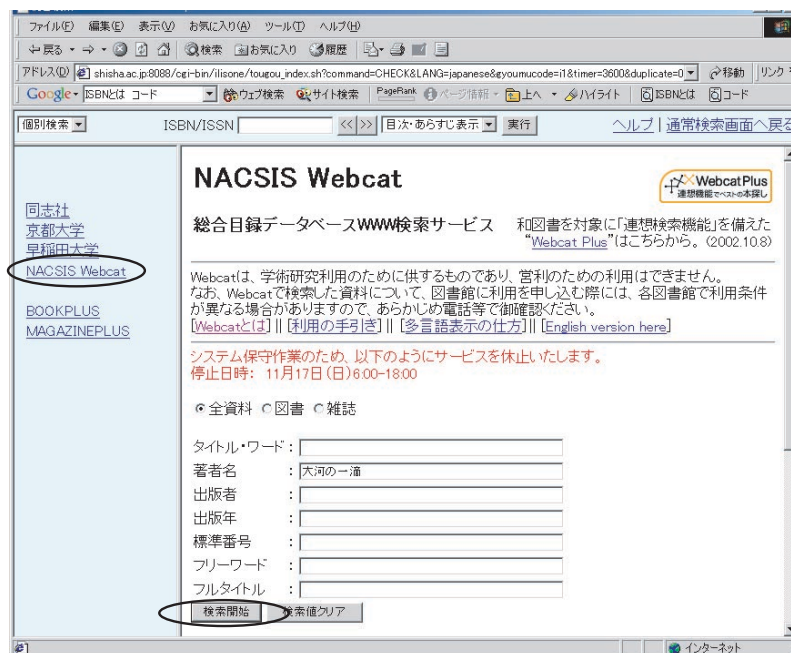 ファイル(F) 編集(E) 表示(V) お気に入り(A) ツール(T) ヘルプ(H)
戻る 検索 お気に入り 履歴
アドレス(D) shisha.ac.jp:8088/cgi-bin/ilisone/tougou_index.sh?command=CHECK&LANG=japanese&gyoumucode=i1&timer=3600&duplicate=0 移動 リンク
Google ISBNとは コード ウェブ検索 サイト検索 PageRank ページ情報 上へ ハイライト ISBNとは コード
個別検索 ISBN/ISSN << >> 目次・あらすじ表示 実行 ヘルプ | 通常検索画面へ戻る
同志社
京都大学
早稲田大学
NACSIS Webcat
BOOKPLUS
MAGAZINEPLUS
NACSIS Webcat
WebcatPlus
連想機能でベストの本探し
総合目録データベースWWW検索サービス
和図書を対象に「連想検索機能」を備えた
“Webcat Plus”はこちらから。(2002.10.8)
Webcatは、学術研究利用のために供するものであり、営利のための利用はできません。
なお、Webcatで検索した資料について、図書館に利用を申し込む際には、各図書館で利用条件
が異なる場合がありますので、あらかじめ電話等で御確認ください。
[Webcatとは] || [利用の手引き] || [多言語表示の仕方] || [English version here]
システム保守作業のため、以下のようにサービスを休止いたします。
停止日時： 11月17日(日)6:00-18:00
全資料 図書 雑誌
タイトル・ワード：
著者名 ： 大河の一滴
出版者 ：
出版年 ：
標準番号 ：
フリーワード ：
フルタイトル ：
検索開始 検索値クリア
インターネット